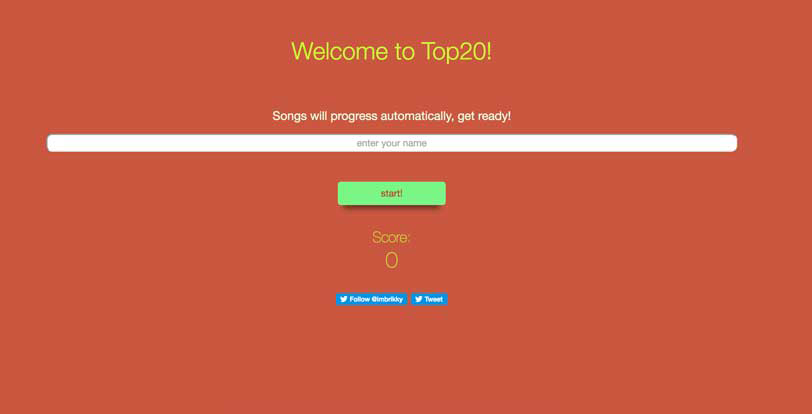 Welcome to Top20!
Songs will progress automatically, get ready!
enter your name
start!
Score:
0
Follow @imbrikky Tweet